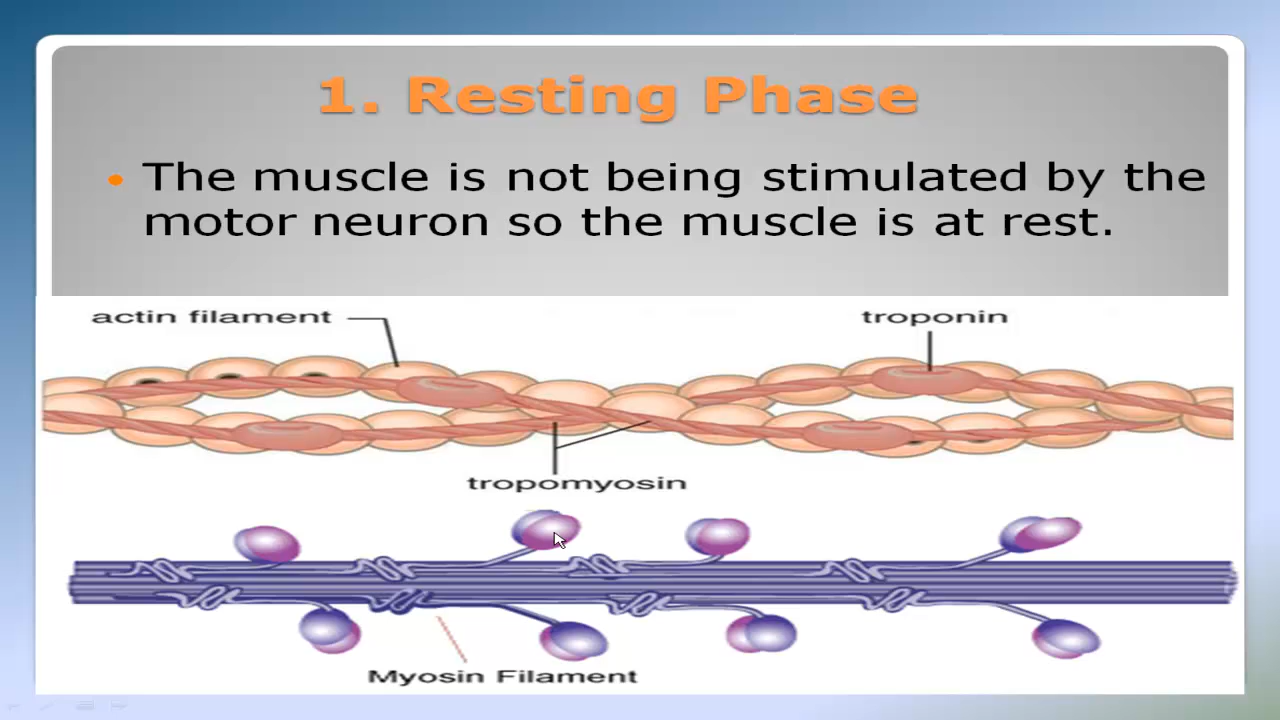 1. Resting Phase
• The muscle is not being stimulated by the
motor neuron so the muscle is at rest.
actin filament
troponin
tropomyosin
Myosin Filament